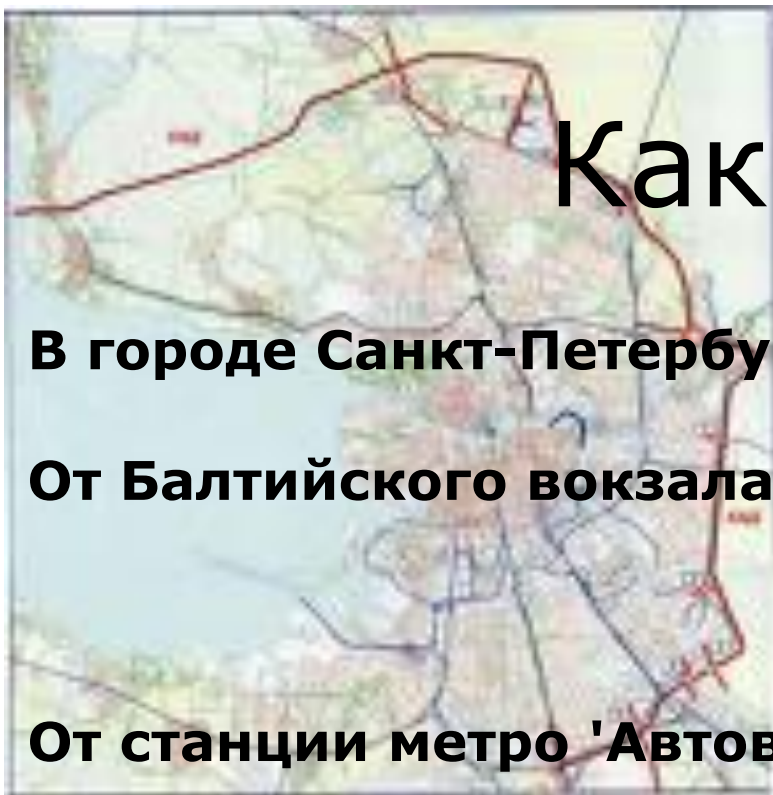 Как
В городе Санкт-Петербу
От Балтийского вокзала
От станции метро 'Автов